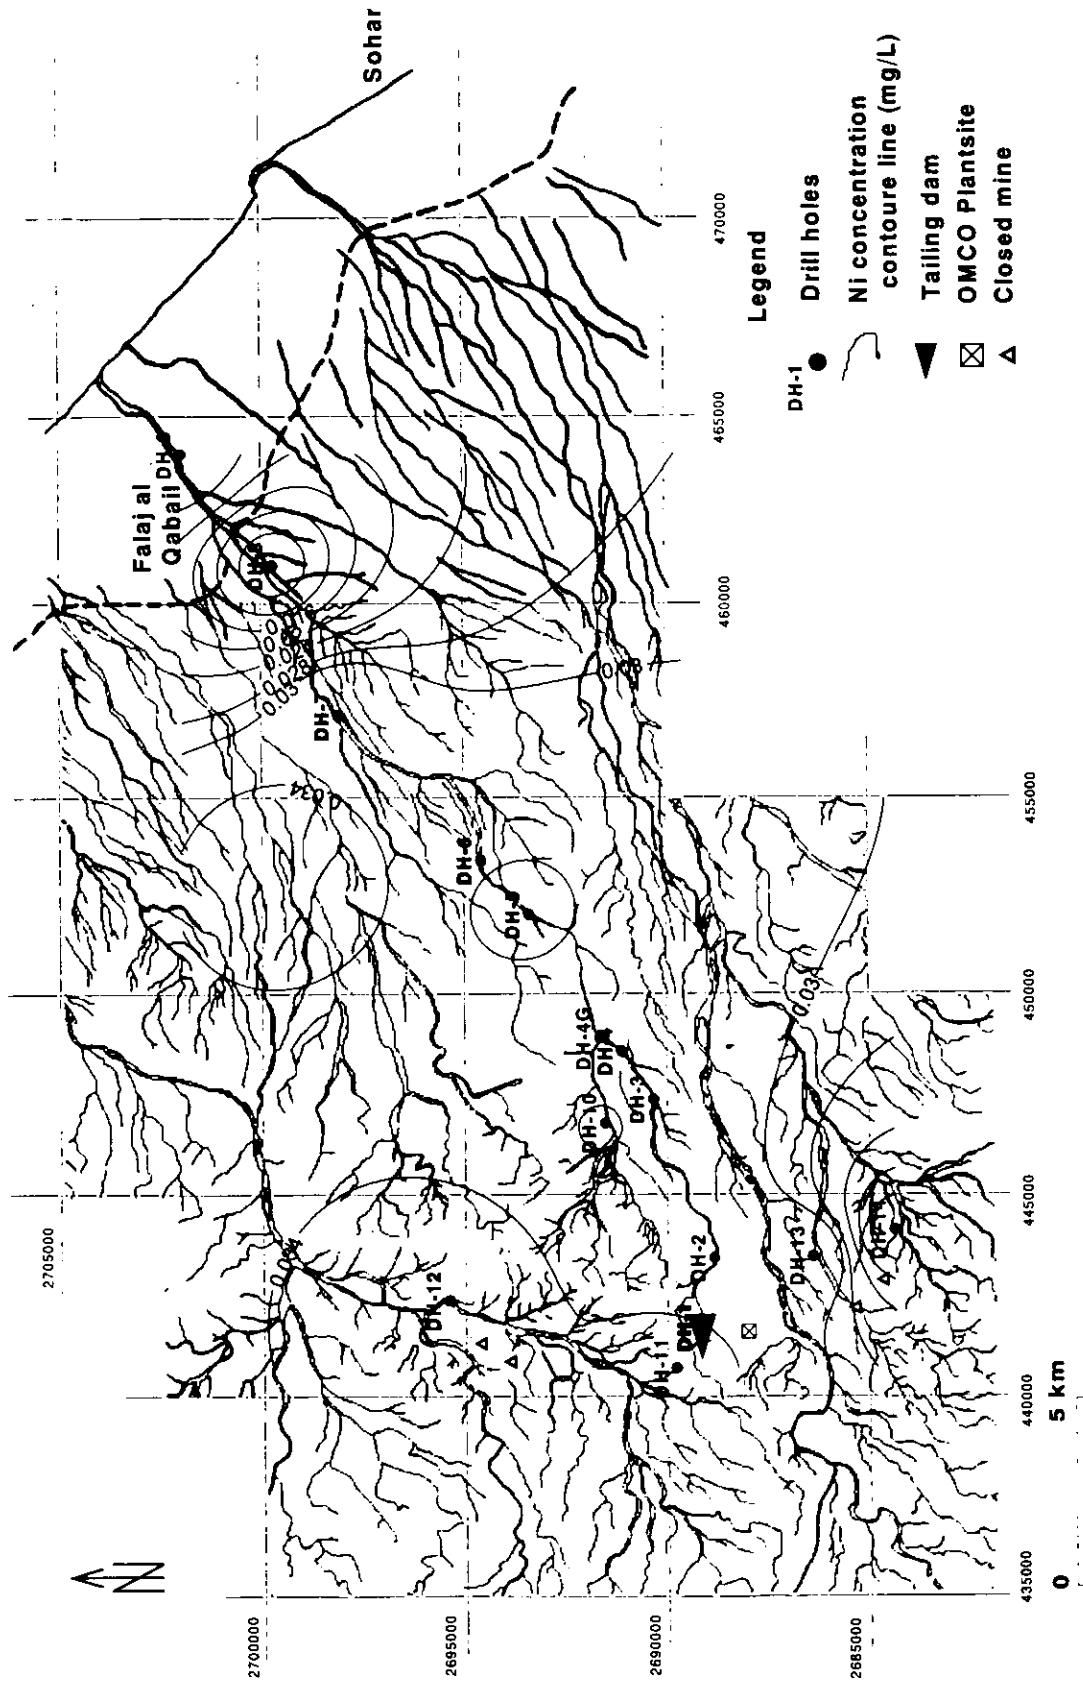 Sohar
Falaj al
Qabail
DH
DH-7
0.028
0.03
0.034
DH-6
DH-4G
DH-10
DH-3
DH-2
DH-12
DH-13
DH-11
2705000
2700000
2695000
2690000
2685000
435000
440000
445000
450000
455000
460000
465000
470000
Legend
DH-1
Drill holes
Ni concentration
contoure line (mg/L)
Tailing dam
OMCO Plantsite
Closed mine
N
0
5 km